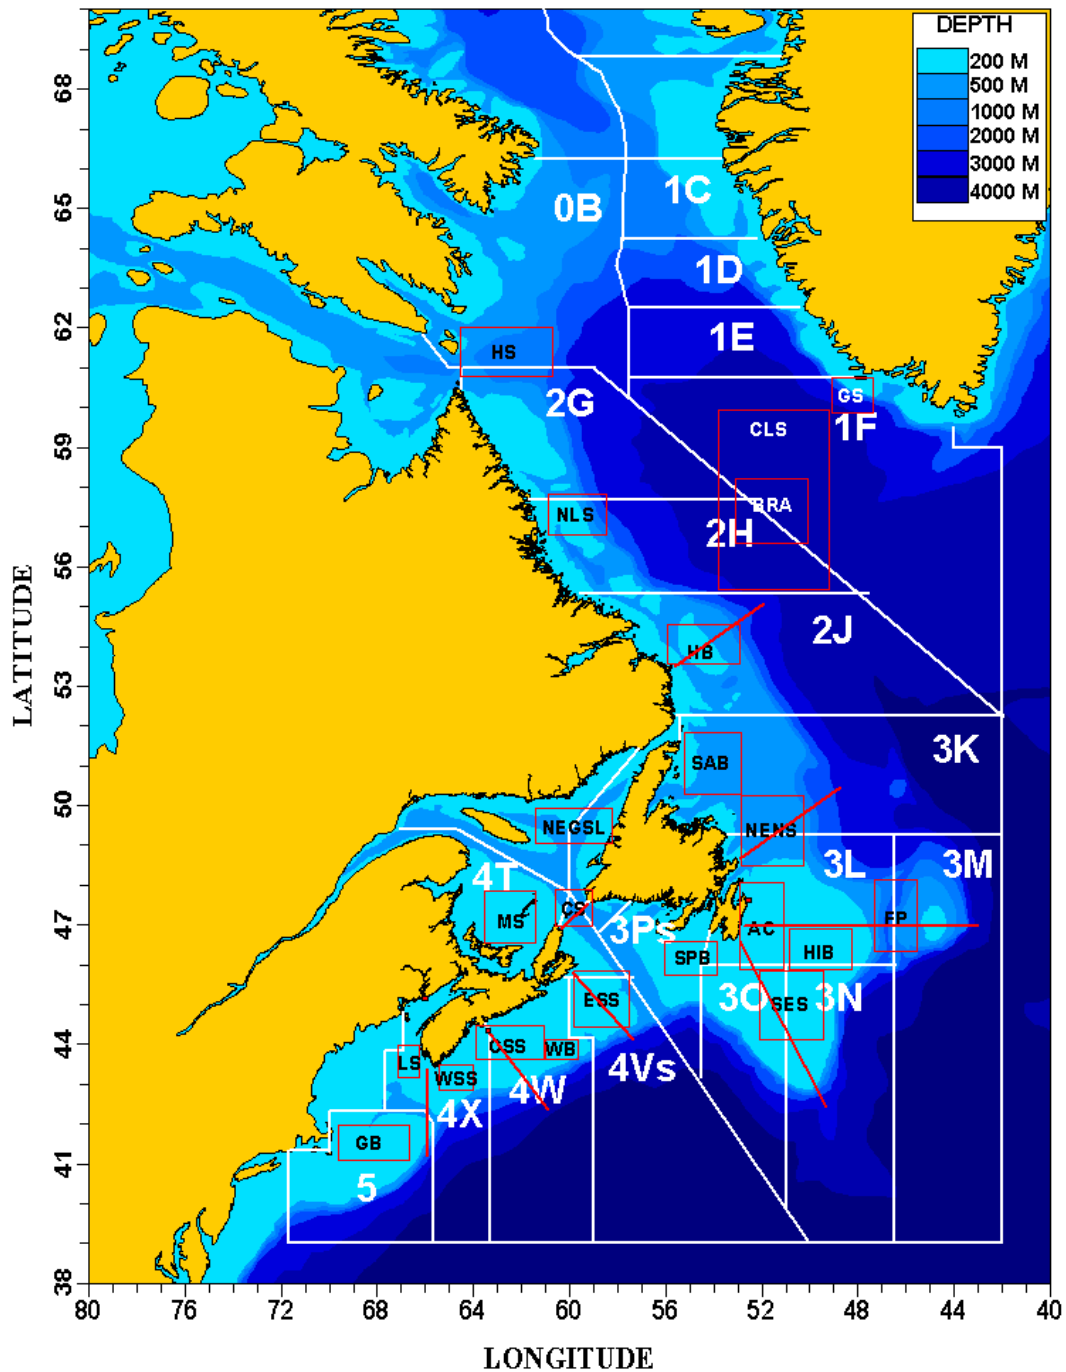 DEPTH
200 M
500 M
1000 M
2000 M
3000 M
4000 M
68
65
62
59
56
53
50
47
44
41
38
LATITUDE
0B
1C
1D
1E
HS
2G
GS
1F
CLS
BRA
NLS
2H
2J
HB
3K
SAB
NEGSL
NENS
3L
3M
4T
MS
CS
3Ps
AC
FP
SPB
HIB
3O
SES
3N
ESS
4Vs
CSS
WB
LS
WSS
4W
4X
GB
5
80
76
72
68
64
60
56
52
48
44
40
LONGITUDE